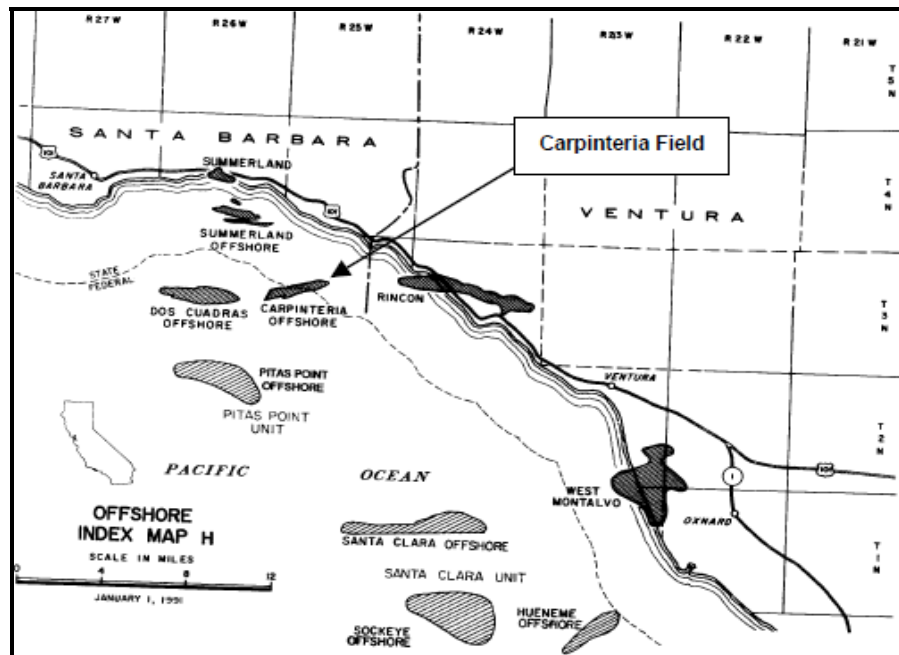 R 27 W
R 26 W
R 25 W
R 24 W
R 23 W
R 22 W
R 21 W
T 5 N
SANTA BARBARA
Carpinteria Field
101
SUMMERLAND
SANTA BARBARA
101
T 4 N
VENTURA
SUMMERLAND OFFSHORE
STATE
FEDERAL
DOS CUADRAS OFFSHORE
CARPINTERIA OFFSHORE
RINCON
T 3 N
PITAS POINT OFFSHORE
PITAS POINT UNIT
VENTURA
T 2 N
PACIFIC OCEAN
WEST MONTALVO
1
101
OXNARD
OFFSHORE
INDEX MAP H
SCALE IN MILES
0 4 8 12
JANUARY 1, 1991
SANTA CLARA OFFSHORE
SANTA CLARA UNIT
T 1 N
SOCKEYE OFFSHORE
HUENEME OFFSHORE